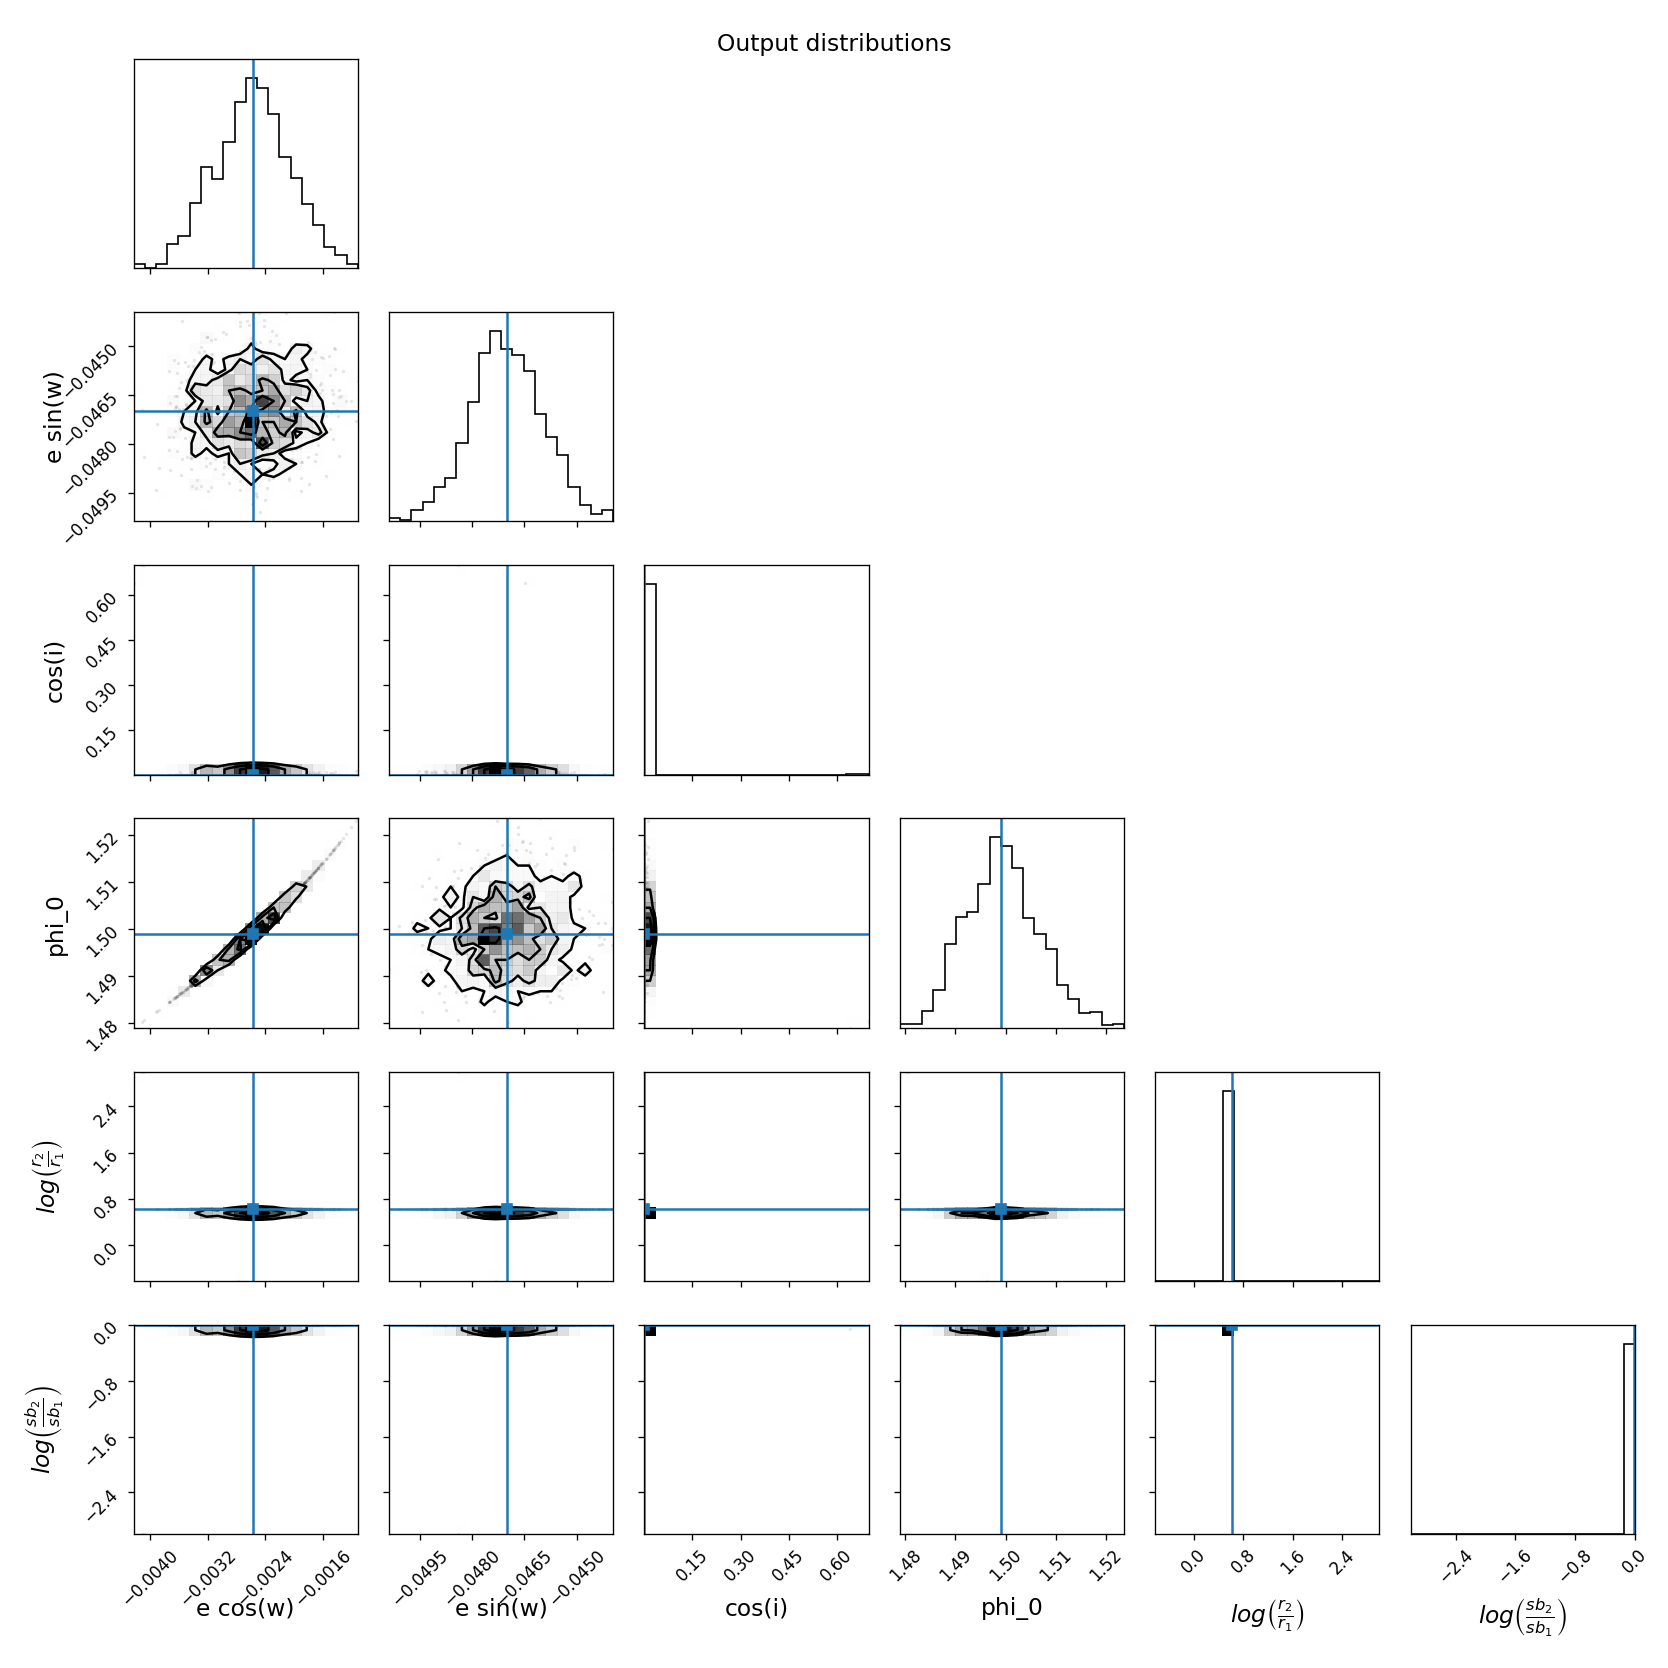 Output distributions
e sin(w)
−0.0450
−0.0465
−0.0480
−0.0495
cos(i)
0.60
0.45
0.30
0.15
phi_0
1.52
1.51
1.50
1.49
1.48
log(r₂/r₁)
2.4
1.6
0.8
0.0
log(sb₂/sb₁)
0.0
−0.8
−1.6
−2.4
−0.0040 −0.0032 −0.0024 −0.0016
e cos(w)
−0.0495 −0.0480 −0.0465 −0.0450
e sin(w)
0.15 0.30 0.45 0.60
cos(i)
1.48 1.49 1.50 1.51 1.52
phi_0
0.0 0.8 1.6 2.4
log(r₂/r₁)
−2.4 −1.6 −0.8 0.0
log(sb₂/sb₁)